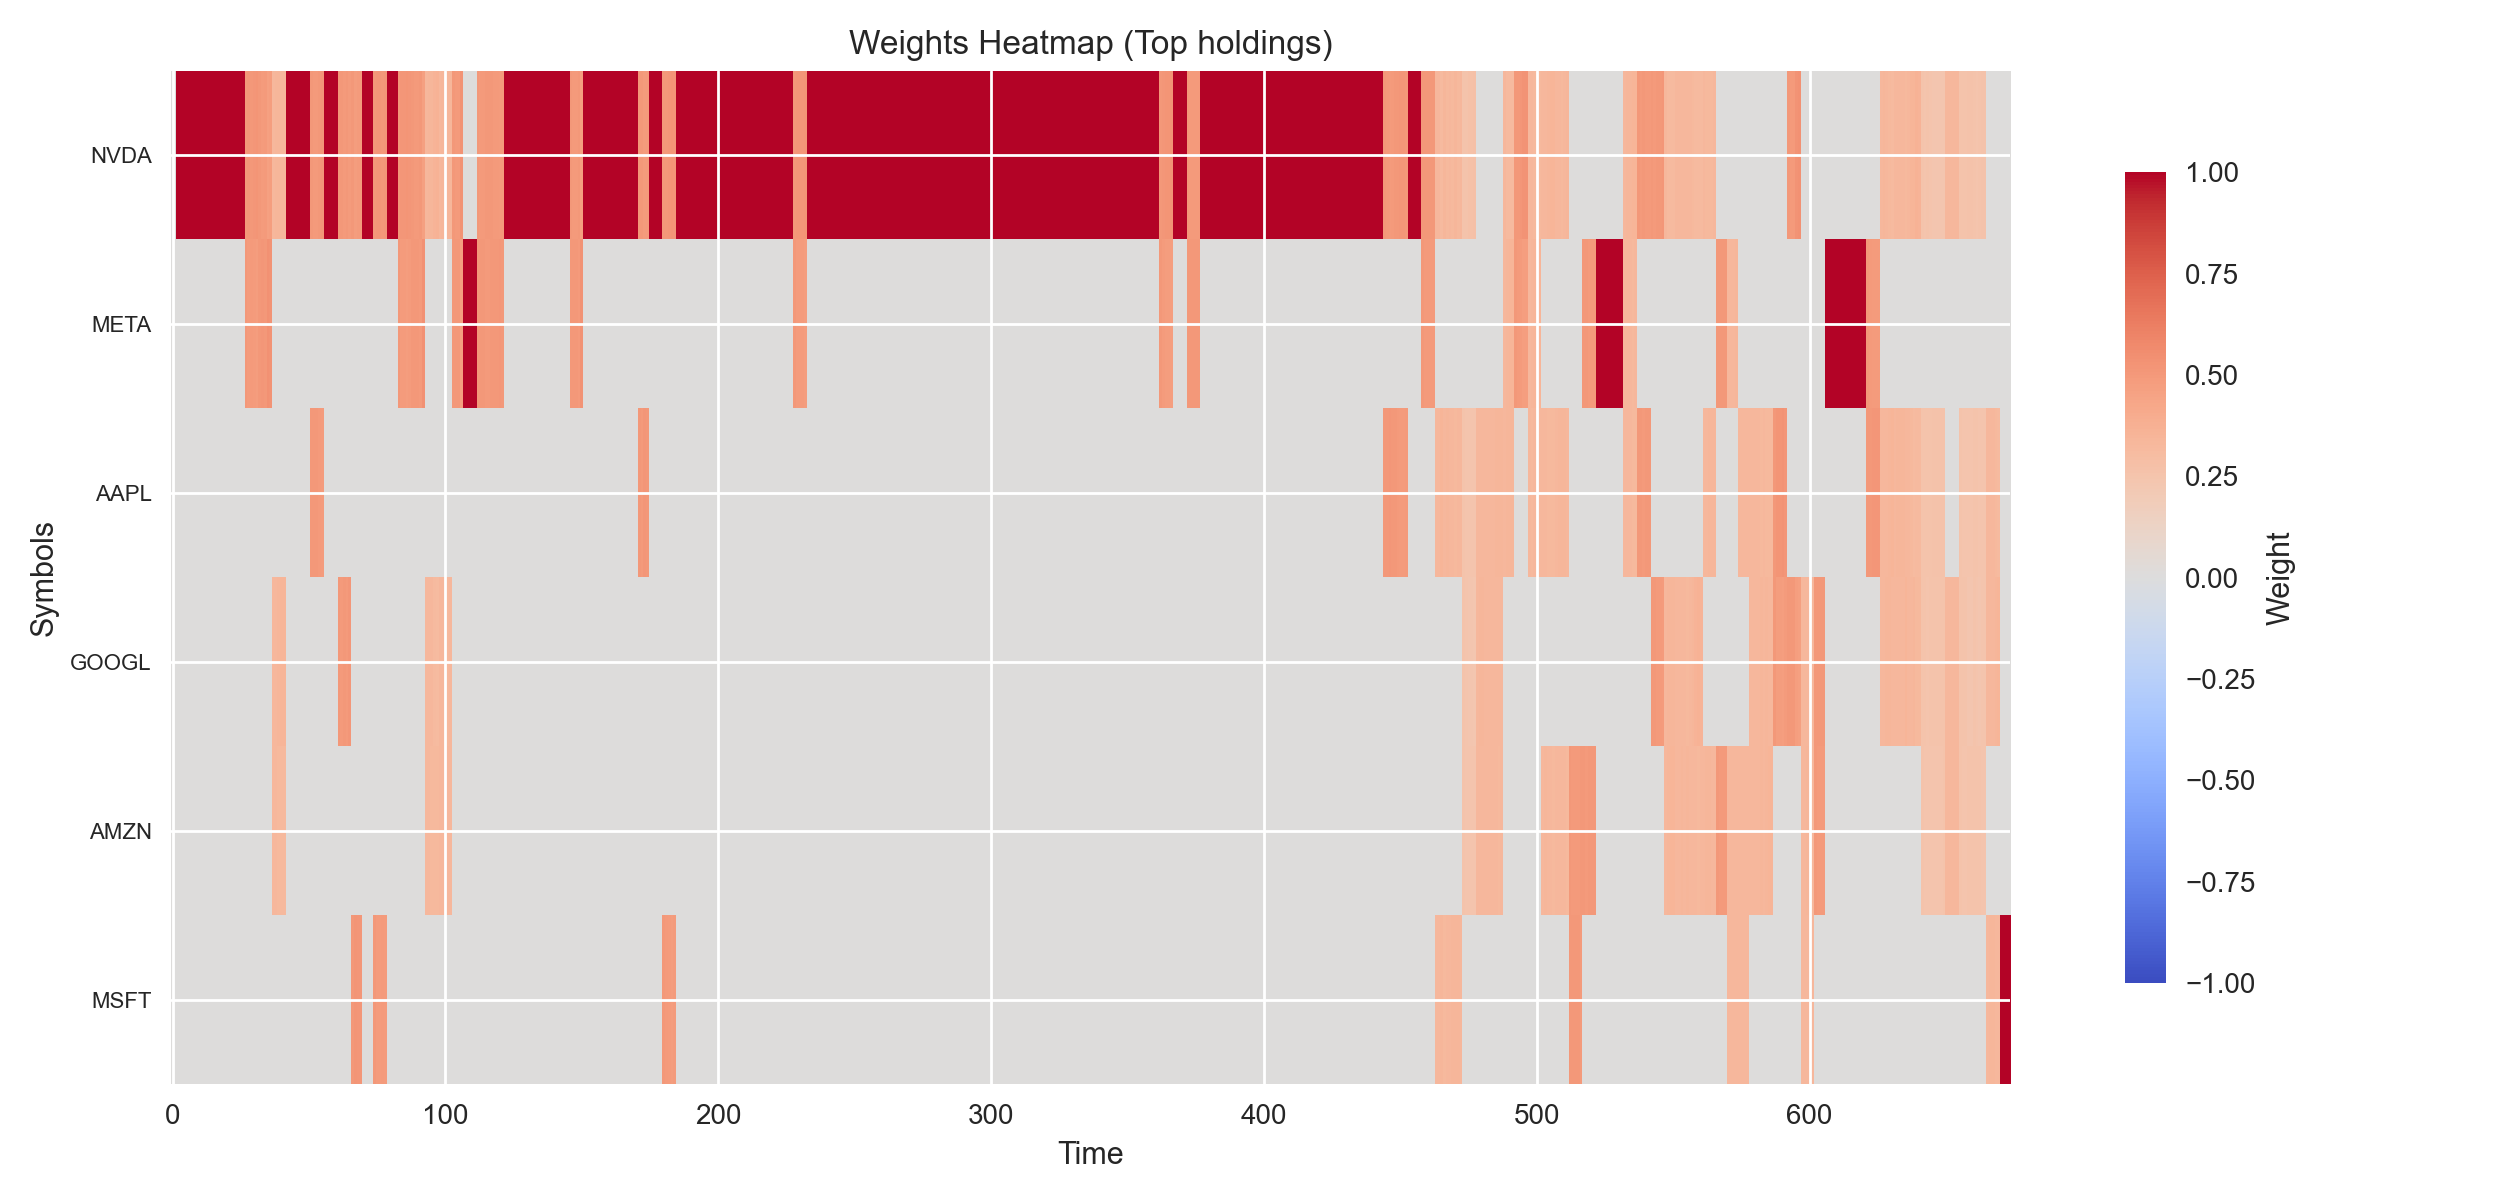 Weights Heatmap (Top holdings)
Symbols
NVDA
META
AAPL
GOOGL
AMZN
MSFT
0
100
200
300
400
500
600
Time
1.00
0.75
0.50
0.25
0.00
−0.25
−0.50
−0.75
−1.00
Weight